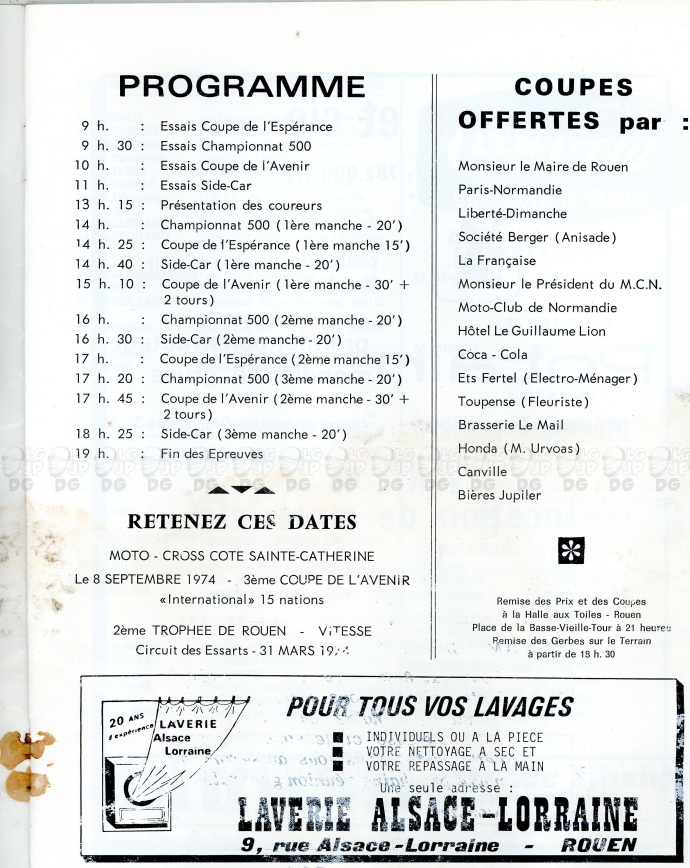 PROGRAMME
9 h. : Essais Coupe de l'Espérance
9 h. 30 : Essais Championnat 500
10 h. : Essais Coupe de l'Avenir
11 h. : Essais Side-Car
13 h. 15 : Présentation des coureurs
14 h. : Championnat 500 (1ère manche - 20')
14 h. 25 : Coupe de l'Espérance (1ère manche 15')
14 h. 40 : Side-Car (1ère manche - 20')
15 h. 10 : Coupe de l'Avenir (1ère manche - 30' +
2 tours)
16 h. : Championnat 500 (2ème manche - 20')
16 h. 30 : Side-Car (2ème manche - 20')
17 h. : Coupe de l'Espérance (2ème manche 15')
17 h. 20 : Championnat 500 (3ème manche - 20')
17 h. 45 : Coupe de l'Avenir (2ème manche - 30' +
2 tours)
18 h. 25 : Side-Car (3ème manche - 20')
19 h. : Fin des Epreuves
RETENEZ CES DATES
MOTO - CROSS COTE SAINTE-CATHERINE
Le 8 SEPTEMBRE 1974 - 3ème COUPE DE L'AVENIR
«International» 15 nations
2ème TROPHEE DE ROUEN - VITESSE
Circuit des Essarts - 31 MARS
COUPES
OFFERTES par :
Monsieur le Maire de Rouen
Paris-Normandie
Liberté-Dimanche
Société Berger (Anisade)
La Française
Monsieur le Président du M.C.N.
Moto-Club de Normandie
Hôtel Le Guillaume Lion
Coca - Cola
Ets Fertel (Electro-Ménager)
Toupense (Fleuriste)
Brasserie Le Mail
Honda (M. Urvoas)
Canville
Bières Jupiler
Remise des Prix et des Coupes
à la Halle aux Toiles - Rouen
Place de la Basse-Vieille-Tour à 21 heures
Remise des Gerbes sur le Terrain
à partir de 18 h. 30
20 ANS
d'expérience
LAVERIE
Alsace
Lorraine
POUR TOUS VOS LAVAGES
INDIVIDUELS OU A LA PIECE
VOTRE NETTOYAGE A SEC ET
VOTRE REPASSAGE A LA MAIN
Une seule adresse :
LAVERIE ALSACE-LORRAINE
9, rue Alsace-Lorraine - ROUEN